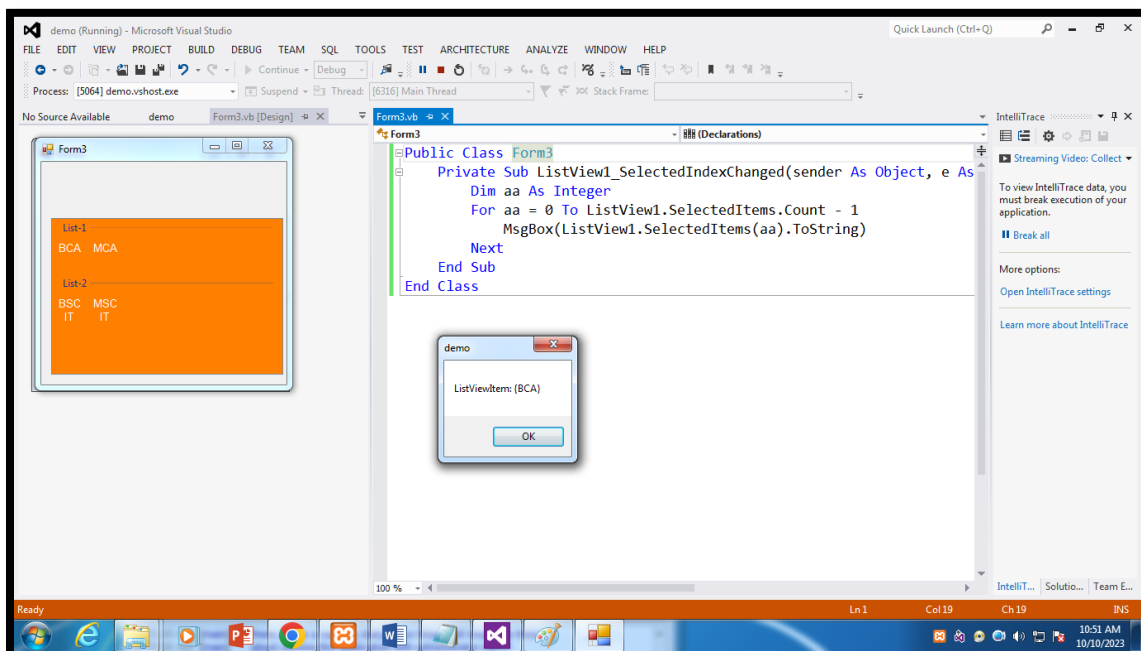 demo (Running) - Microsoft Visual Studio
Quick Launch (Ctrl+Q)
FILE EDIT VIEW PROJECT BUILD DEBUG TEAM SQL TOOLS TEST ARCHITECTURE ANALYZE WINDOW HELP
Continue Debug
Process: [5064] demo.vshost.exe Suspend Thread: [6316] Main Thread Stack Frame:
No Source Available demo Form3.vb [Design]
Form3
List-1
BCA MCA
List-2
BSC MSC
IT IT
Form3.vb
Form3 (Declarations)
Public Class Form3
Private Sub ListView1_SelectedIndexChanged(sender As Object, e As
Dim aa As Integer
For aa = 0 To ListView1.SelectedItems.Count - 1
MsgBox(ListView1.SelectedItems(aa).ToString)
Next
End Sub
End Class
demo
ListViewItem: {BCA}
OK
100 %
IntelliTrace
Streaming Video: Collect
To view IntelliTrace data, you
must break execution of your
application.
Break all
More options:
Open IntelliTrace settings
Learn more about IntelliTrace
IntelliT... Solutio... Team E...
Ready Ln 1 Col 19 Ch 19 INS
10:51 AM
10/10/2023